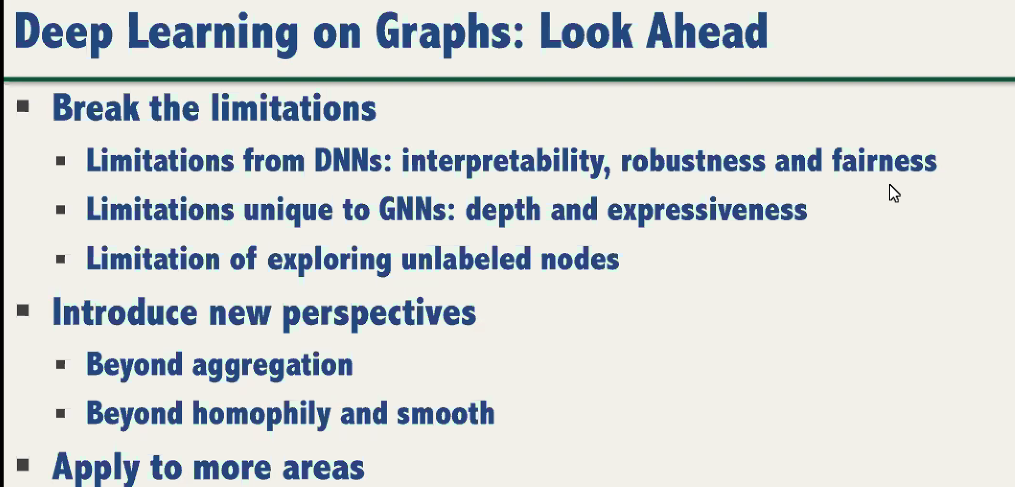 Deep Learning on Graphs: Look Ahead
Break the limitations
Limitations from DNNs: interpretability, robustness and fairness
Limitations unique to GNNs: depth and expressiveness
Limitation of exploring unlabeled nodes
Introduce new perspectives
Beyond aggregation
Beyond homophily and smooth
Apply to more areas